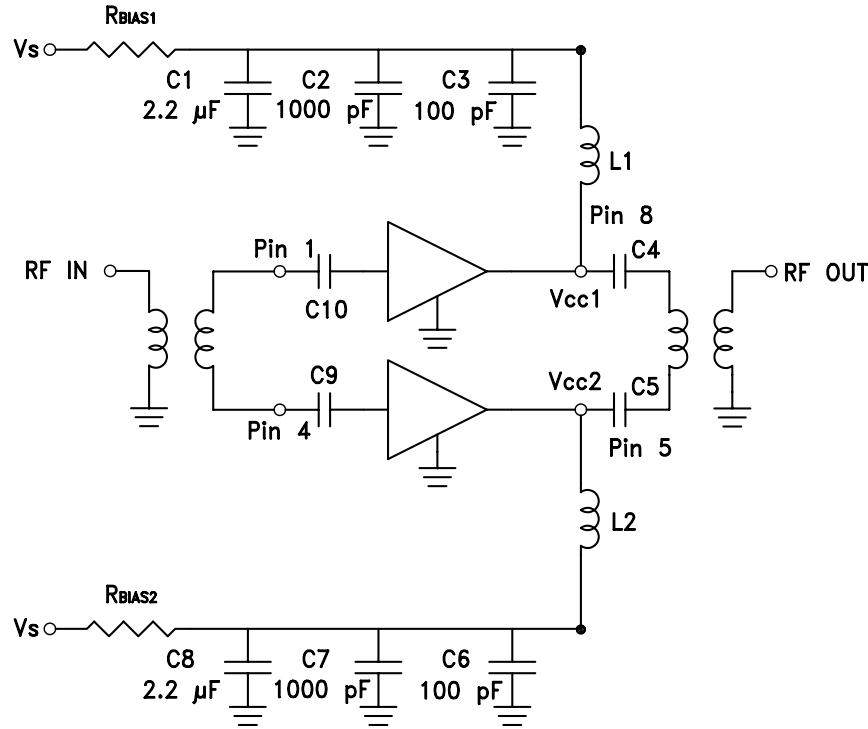 RBIAS1
Vs
C1
2.2 µF
C2
1000 pF
C3
100 pF
L1
Pin 8
Pin 1
C4
RF IN
RF OUT
C10
Vcc1
C9
Vcc2
C5
Pin 4
Pin 5
L2
RBIAS2
Vs
C8
2.2 µF
C7
1000 pF
C6
100 pF